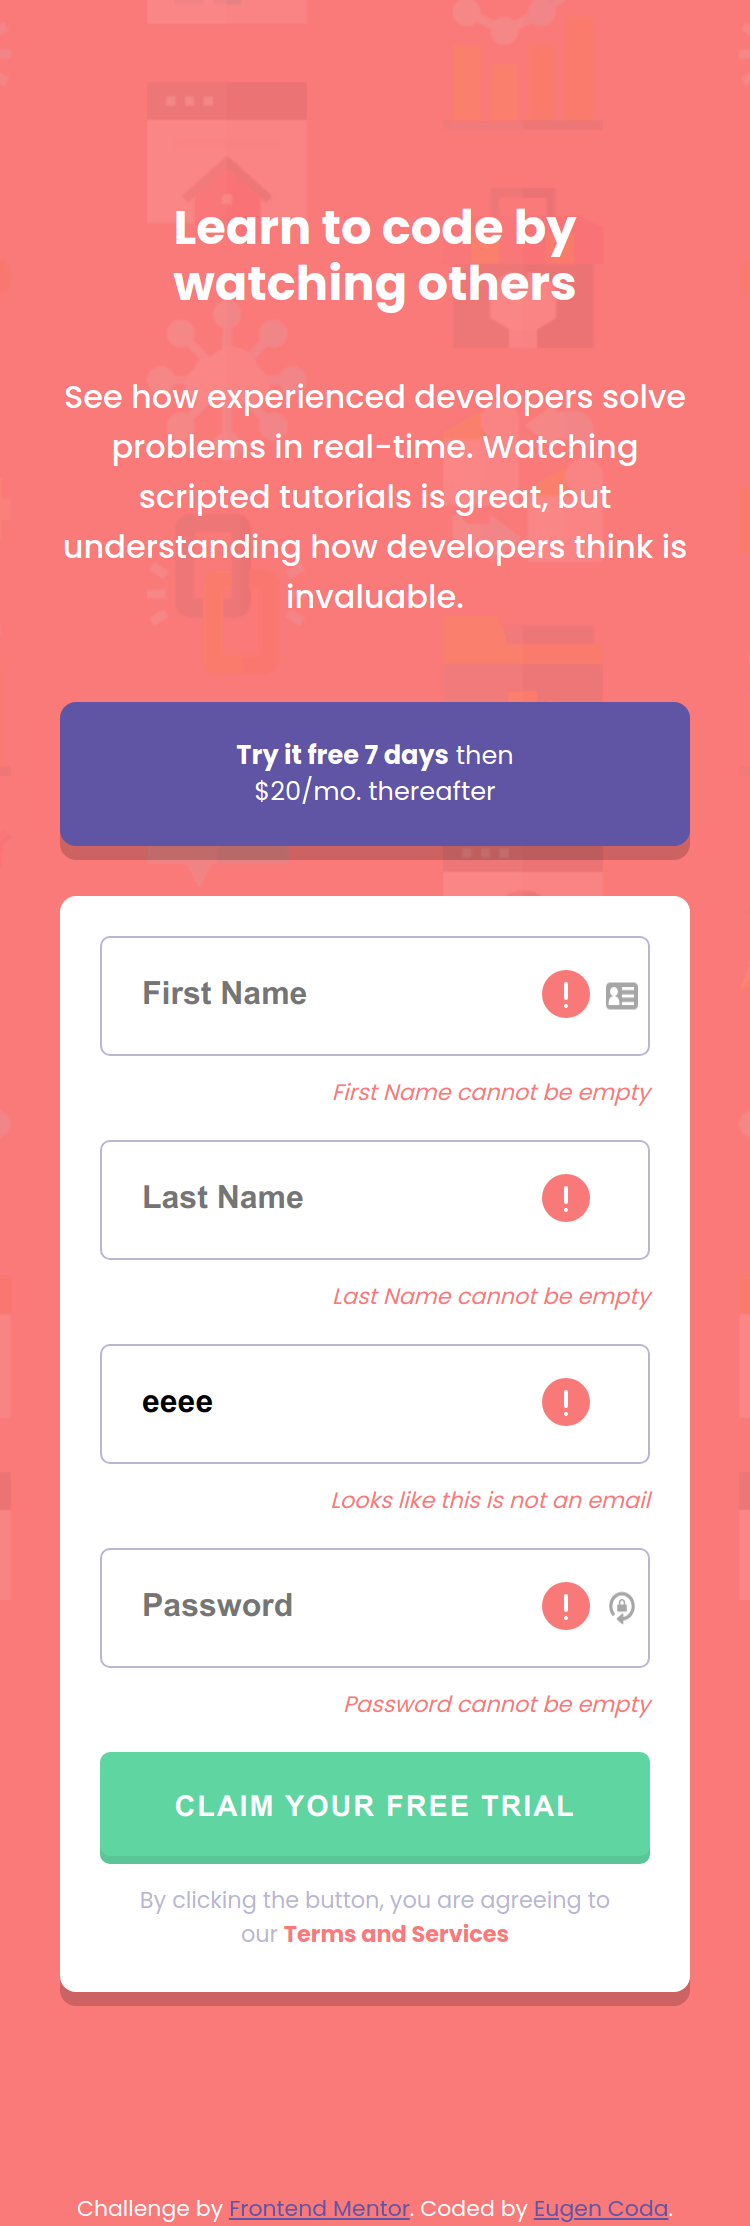 Learn to code by
watching others
See how experienced developers solve
problems in real-time. Watching
scripted tutorials is great, but
understanding how developers think is
invaluable.
Try it free 7 days then
$20/mo. thereafter
First Name
First Name cannot be empty
Last Name
Last Name cannot be empty
eeee
Looks like this is not an email
Password
Password cannot be empty
CLAIM YOUR FREE TRIAL
By clicking the button, you are agreeing to
our Terms and Services
Challenge by Frontend Mentor. Coded by Eugen Coda.